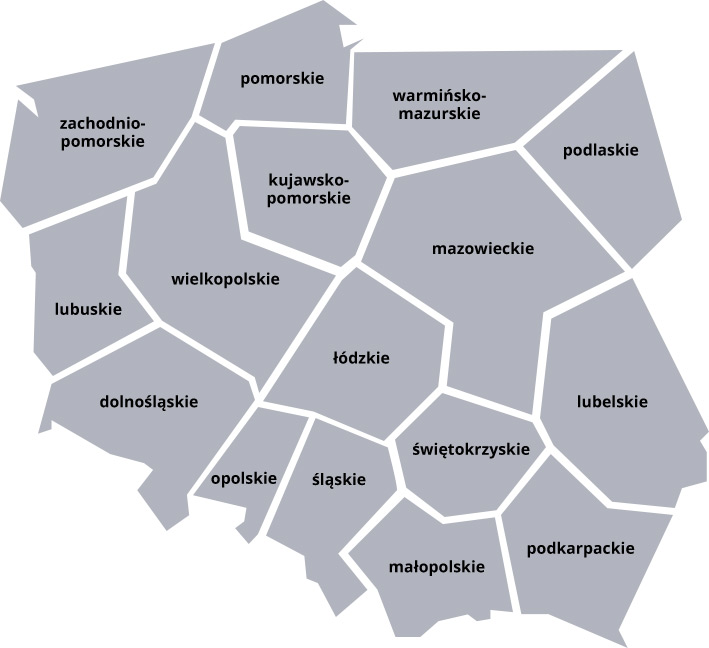 pomorskie
warmińsko-
mazurskie
zachodnio-
pomorskie
podlaskie
kujawsko-
pomorskie
mazowieckie
wielkopolskie
lubuskie
łódzkie
dolnośląskie
lubelskie
świętokrzyskie
opolskie
śląskie
podkarpackie
małopolskie